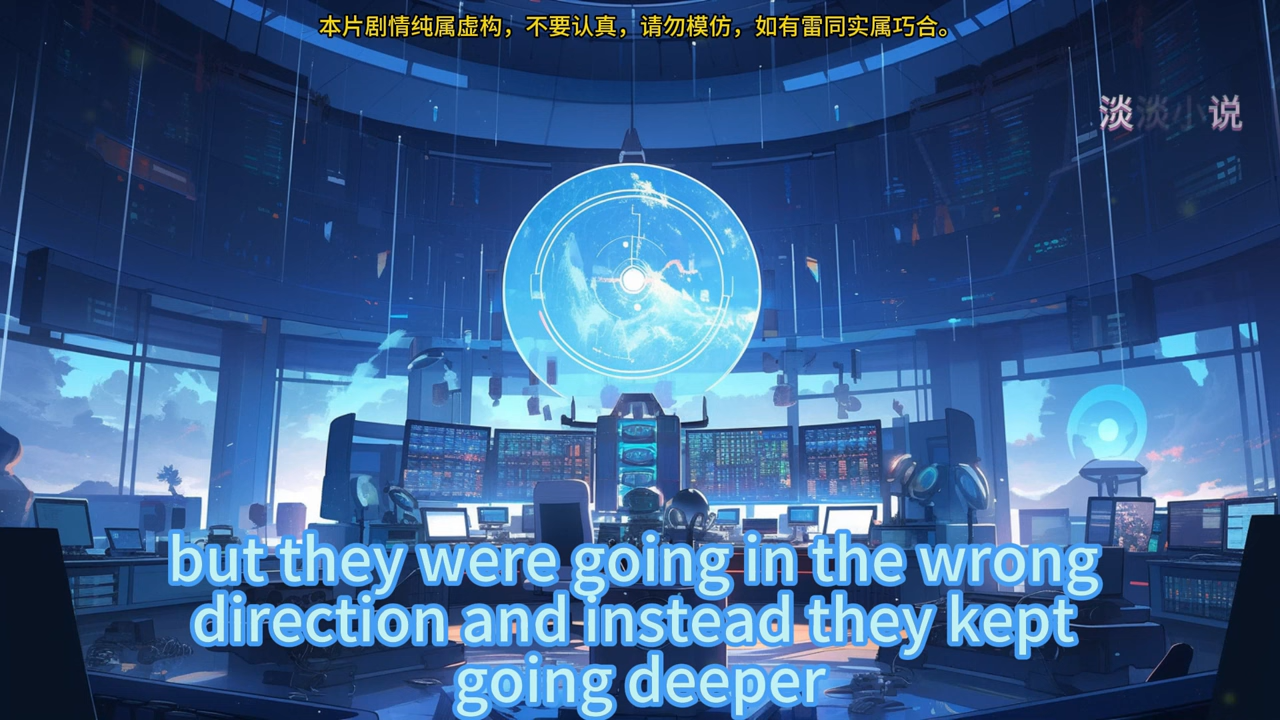 本片剧情纯属虚构，不要认真，请勿模仿，如有雷同实属巧合。
淡淡小说
but they were going in the wrong
direction and instead they kept
going deeper